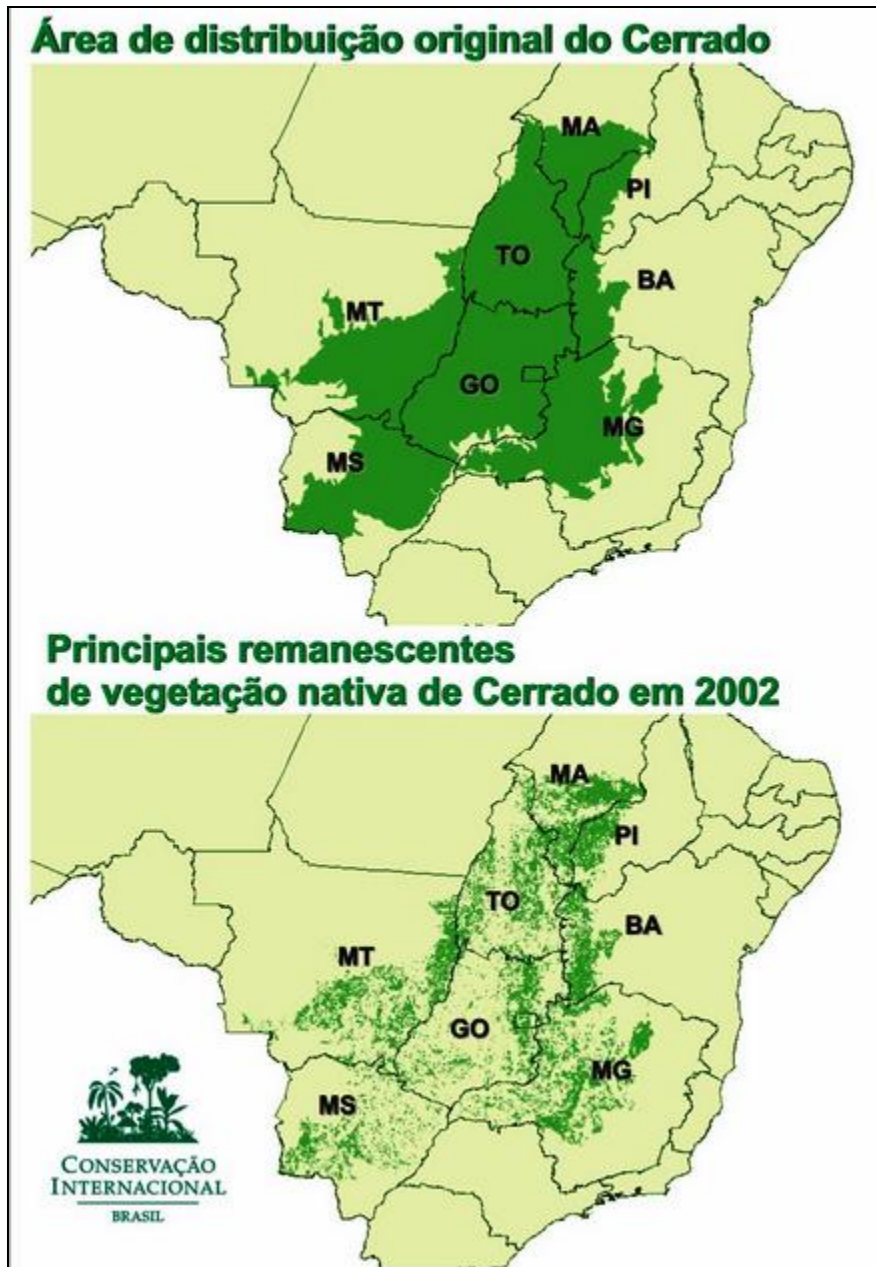 Área de distribuição original do Cerrado
MA
PI
TO
BA
MT
GO
MG
MS
Principais remanescentes
de vegetação nativa de Cerrado em 2002
MA
PI
TO
BA
MT
GO
MG
MS
CONSERVAÇÃO
INTERNACIONAL
BRASIL